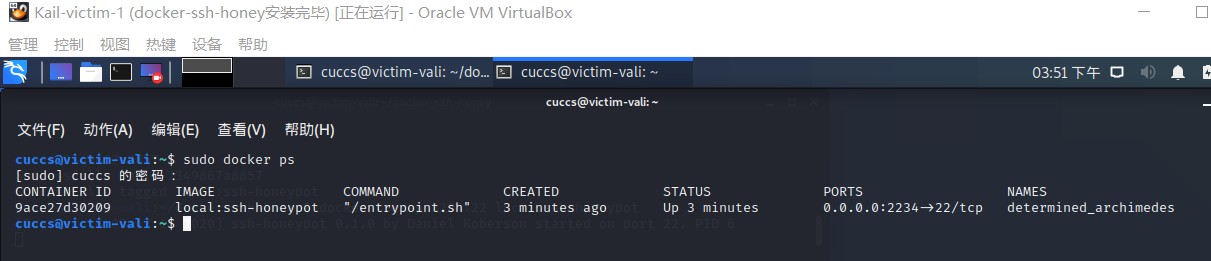 Kail-victim-1 (docker-ssh-honey安装完毕) [正在运行] - Oracle VM VirtualBox
管理 控制 视图 热键 设备 帮助
cuccs@victim-vali: ~/do... cuccs@victim-vali: ~ 03:51 下午
cuccs@victim-vali: ~
文件(F) 动作(A) 编辑(E) 查看(V) 帮助(H)
cuccs@victim-vali:~$ sudo docker ps
[sudo] cuccs 的密码：
CONTAINER ID IMAGE COMMAND CREATED STATUS PORTS NAMES
9ace27d30209 local:ssh-honeypot "/entrypoint.sh" 3 minutes ago Up 3 minutes 0.0.0.0:2234→22/tcp determined_archimedes
cuccs@victim-vali:~$